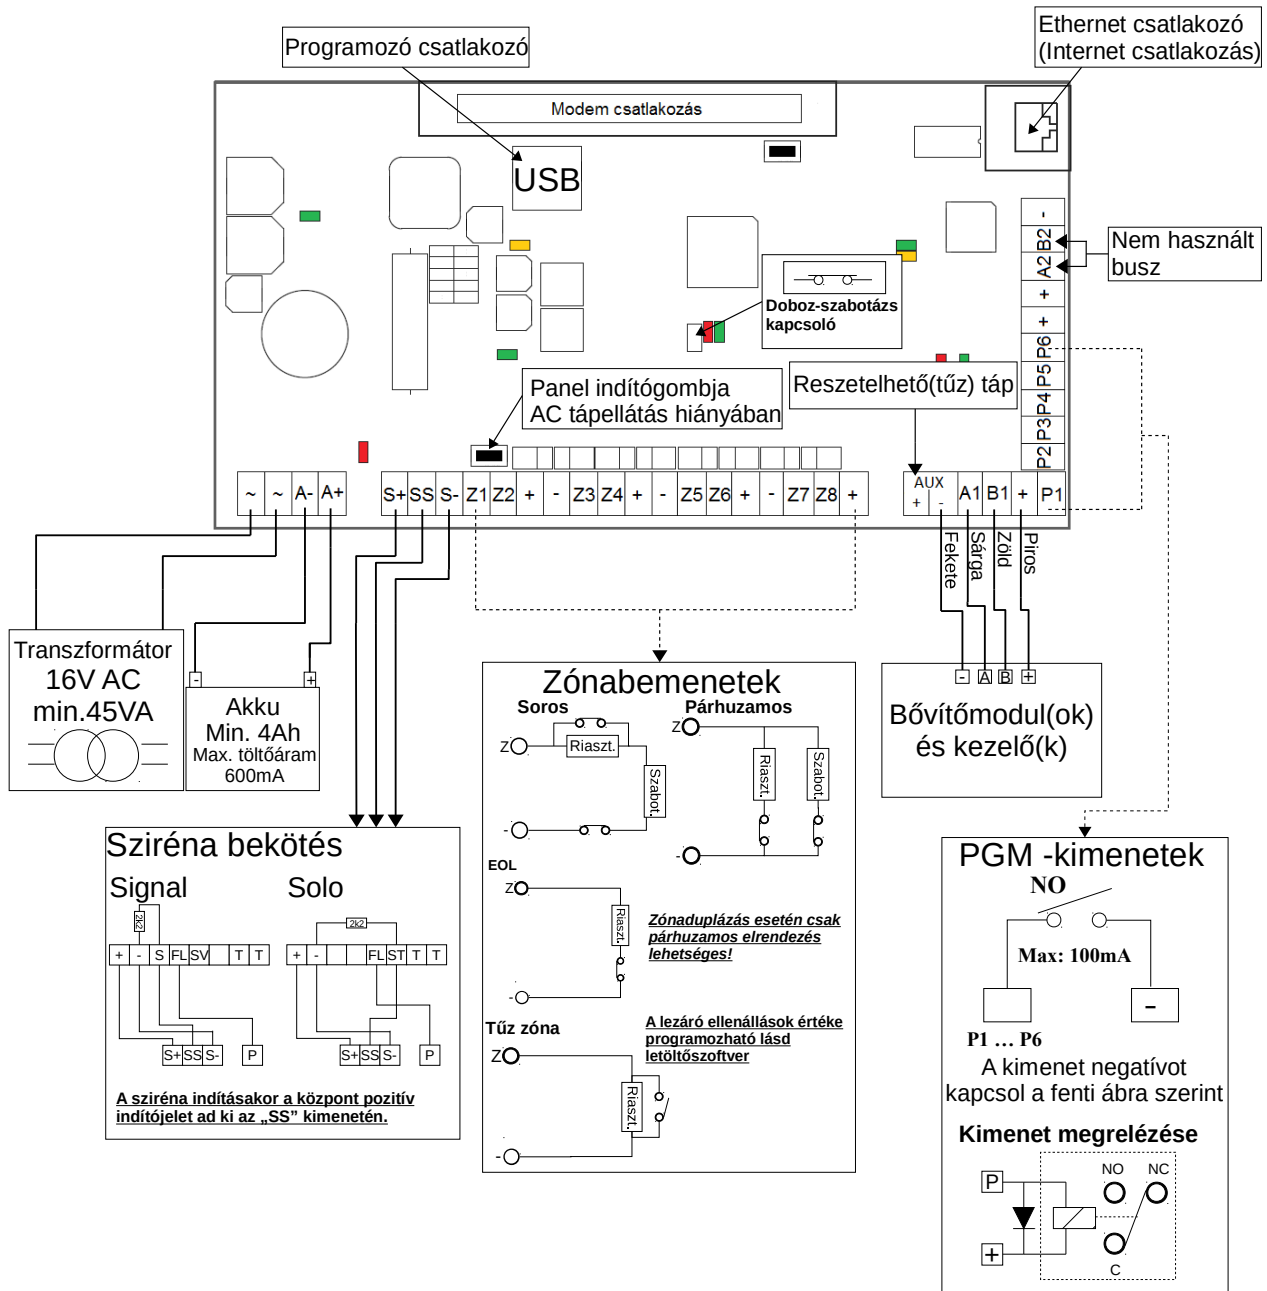 Programozó csatlakozó
Ethernet csatlakozó
(Internet csatlakozás)
Modem csatlakozás
USB
Nem használt
busz
-
B2
A2
+
+
P6
P5
P4
P3
P2
Doboz-szabotázs
kapcsoló
Panel indítógombja
AC tápellátás hiányában
Reszetelhető(tűz) táp
~ ~ A- A+
S+ SS S- Z1 Z2 + - Z3 Z4 + - Z5 Z6 + - Z7 Z8 +
AUX
+ - A1 B1 + P1
Fekete
Sárga
Zöld
Piros
Transzformátor
16V AC
min.45VA
- +
Akku
Min. 4Ah
Max. töltőáram
600mA
- A B +
Bővítőmodul(ok)
és kezelő(k)
Sziréna bekötés
Signal
2k2
+ - S FL SV T T
S+ SS S- P
Solo
2k2
+ - FL ST T T
S+ SS S- P
A sziréna indításakor a központ pozitív
indítójelet ad ki az „SS” kimenetén.
Zónabemenetek
Soros
Z
Riaszt.
Szabot.
-
Párhuzamos
Z
Riaszt.
Szabot.
-
EOL
Z
Riaszt.
-
Zónaduplázás esetén csak
párhuzamos elrendezés
lehetséges!
Tűz zóna
Z
Riaszt.
-
A lezáró ellenállások értéke
programozható lásd
letöltőszoftver
PGM -kimenetek
NO
Max: 100mA
-
P1 … P6
A kimenet negatívot
kapcsol a fenti ábra szerint
Kimenet megrelézése
P
NO NC
+
C